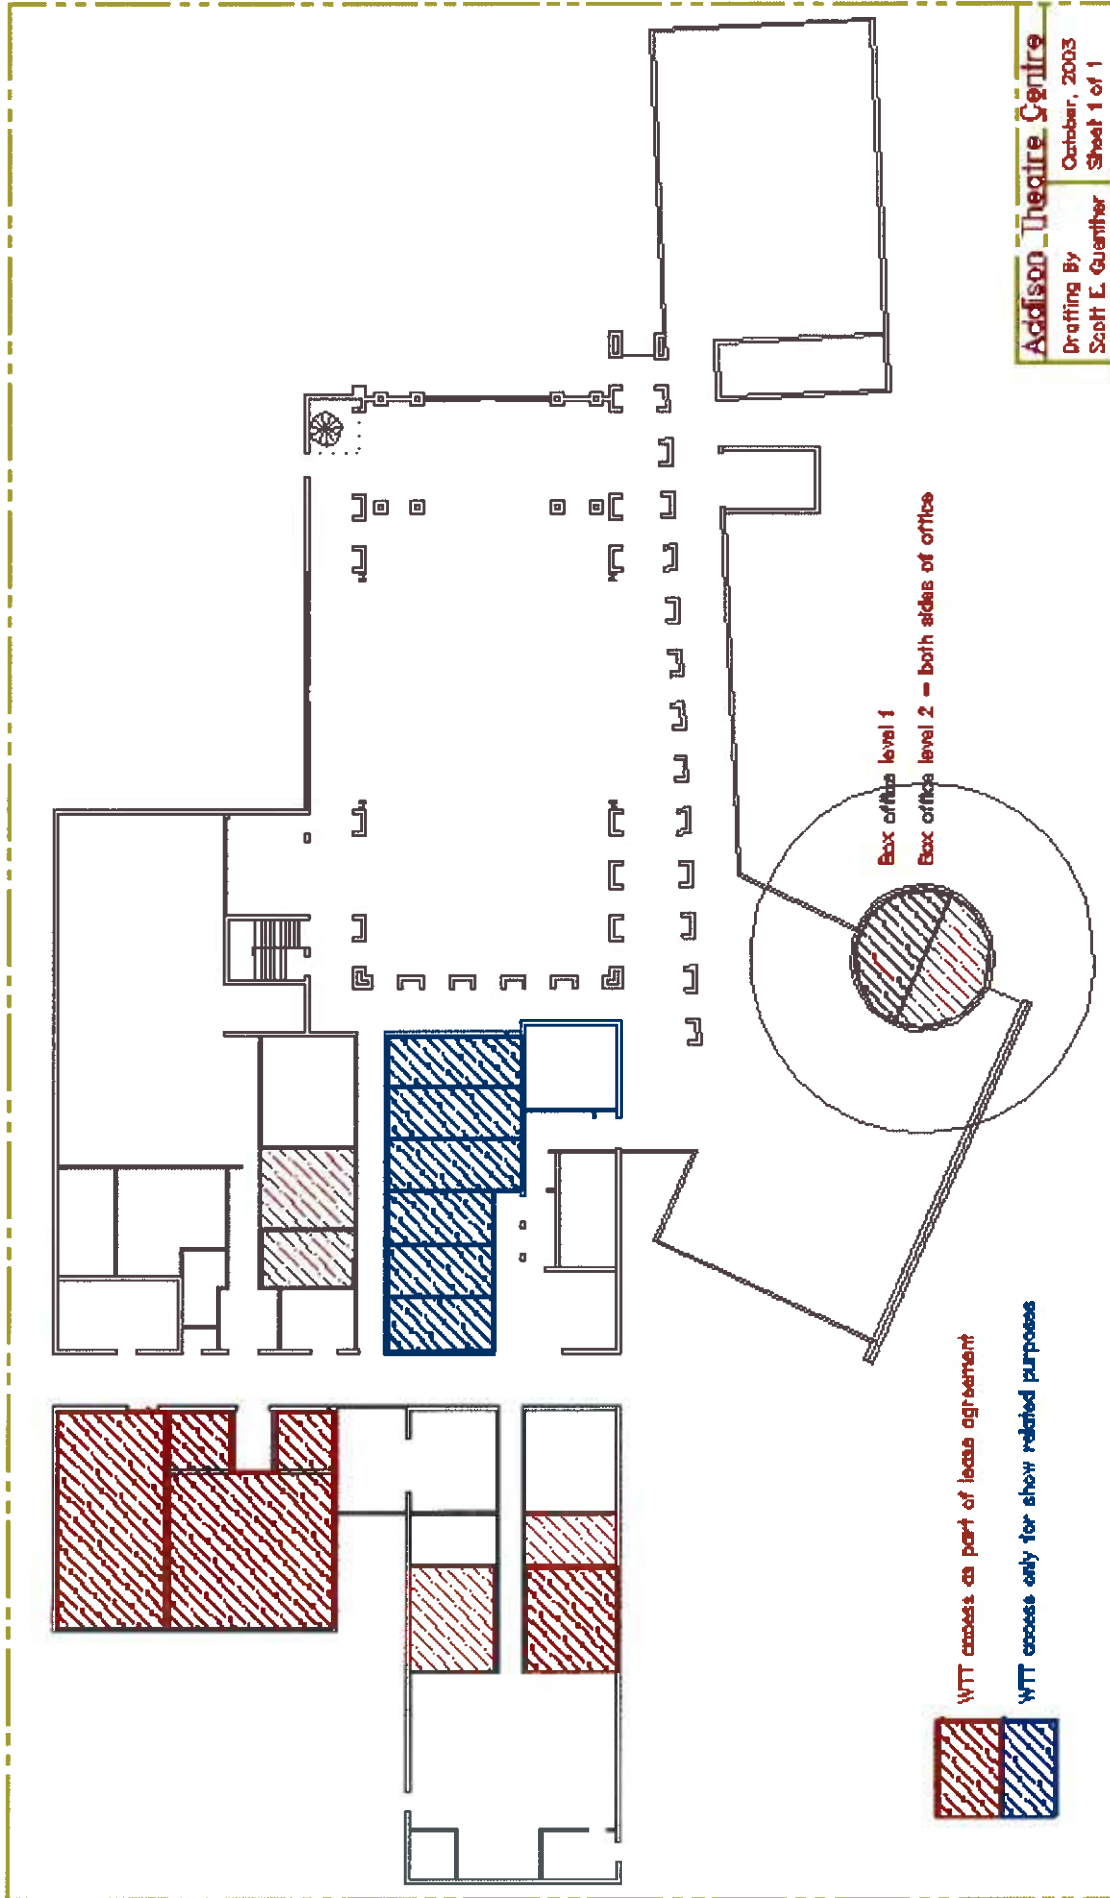 Addison Theatre Centre
Drafting By
Scott E. Guenther
October, 2003
Sheet 1 of 1
Box office level 1
Box office level 2 - both sides of office
WTT access as part of lease agreement
WTT access only for show related purposes